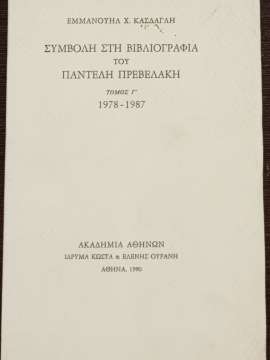 ΕΜΜΑΝΟΥΗΛ Χ. ΚΑΣΔΑΓΛΗ
ΣΥΜΒΟΛΗ ΣΤΗ ΒΙΒΛΙΟΓΡΑΦΙΑ
ΤΟΥ
ΠΑΝΤΕΛΗ ΠΡΕΒΕΛΑΚΗ
ΤΟΜΟΣ Γ'
1978-1987
ΑΚΑΔΗΜΙΑ ΑΘΗΝΩΝ
ΙΔΡΥΜΑ ΚΩΣΤΑ & ΕΛΕΝΗΣ ΟΥΡΑΝΗ
ΑΘΗΝΑ, 1990